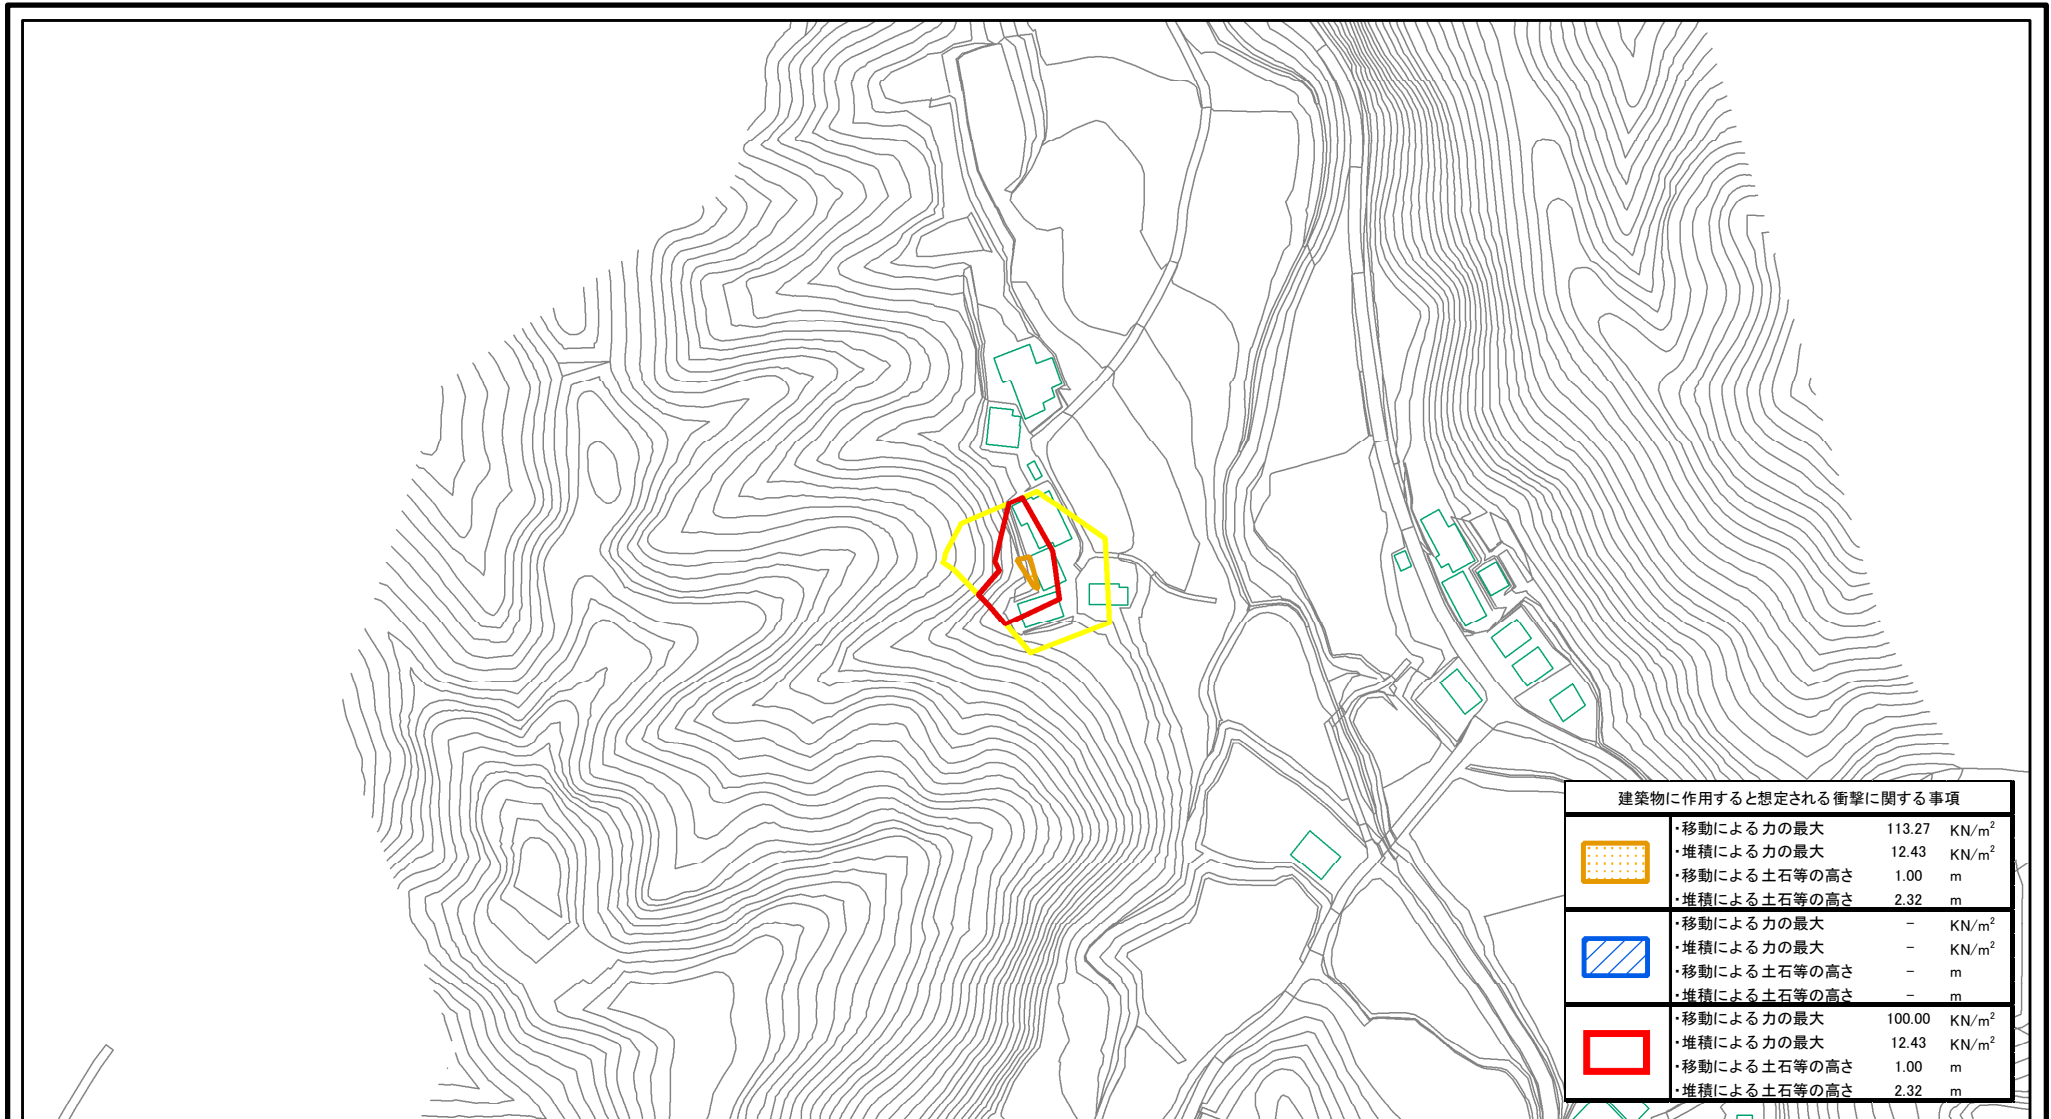 建築物に作用すると想定される衝撃に関する事項
・移動による力の最大 113.27 KN/m²
・堆積による力の最大 12.43 KN/m²
・移動による土石等の高さ 1.00 m
・堆積による土石等の高さ 2.32 m
・移動による力の最大 − KN/m²
・堆積による力の最大 − KN/m²
・移動による土石等の高さ − m
・堆積による土石等の高さ − m
・移動による力の最大 100.00 KN/m²
・堆積による力の最大 12.43 KN/m²
・移動による土石等の高さ 1.00 m
・堆積による土石等の高さ 2.32 m